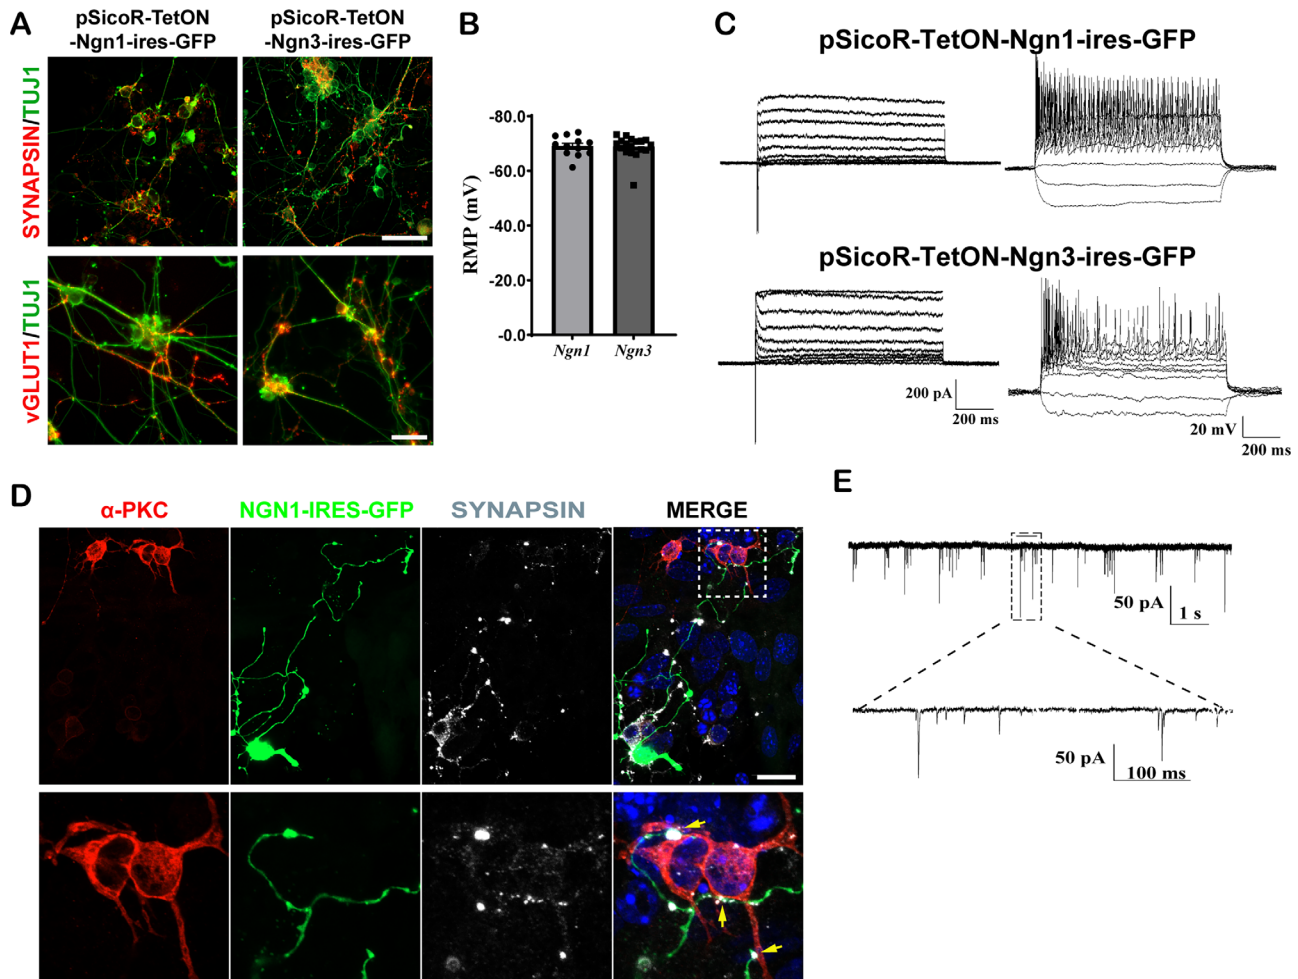 A
pSicoR-TetON
-Ngn1-ires-GFP
pSicoR-TetON
-Ngn3-ires-GFP
SYNAPSIN/TUJ1
vGLUT1/TUJ1
B
RMP (mV)
-80.0
-60.0
-40.0
-20.0
-0.0
Ngn1
Ngn3
C
pSicoR-TetON-Ngn1-ires-GFP
pSicoR-TetON-Ngn3-ires-GFP
200 pA
200 ms
20 mV
200 ms
D
α-PKC
NGN1-IRES-GFP
SYNAPSIN
MERGE
E
50 pA
1 s
50 pA
100 ms